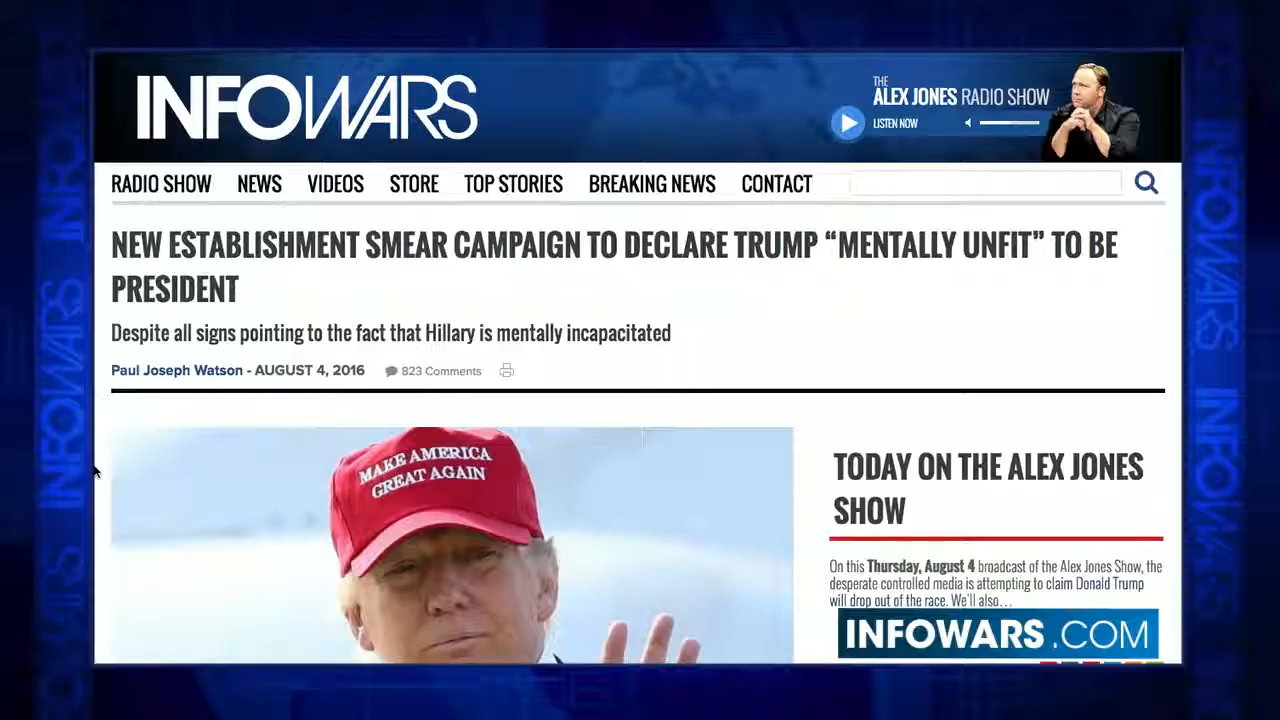 INFOWARS
THE
ALEX JONES RADIO SHOW
LISTEN NOW
RADIO SHOW NEWS VIDEOS STORE TOP STORIES BREAKING NEWS CONTACT
NEW ESTABLISHMENT SMEAR CAMPAIGN TO DECLARE TRUMP “MENTALLY UNFIT” TO BE
PRESIDENT
Despite all signs pointing to the fact that Hillary is mentally incapacitated
Paul Joseph Watson - AUGUST 4, 2016 823 Comments
MAKE AMERICA
GREAT AGAIN
TODAY ON THE ALEX JONES
SHOW
On this Thursday, August 4 broadcast of the Alex Jones Show, the
desperate controlled media is attempting to claim Donald Trump
will drop out of the race. We'll also…
INFOWARS.COM
INFOWARS
INFOWARS
INFOWARS
INFOWARS